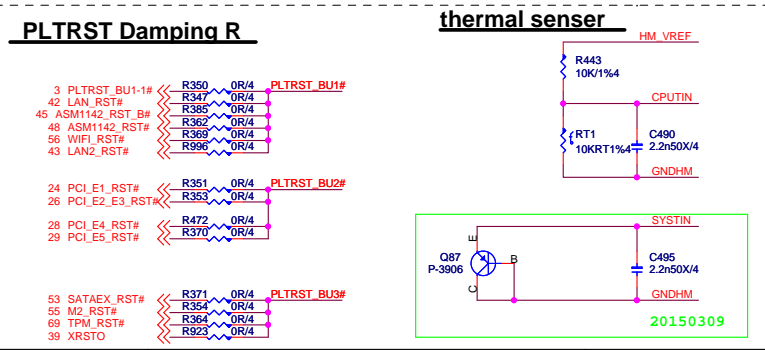 PLTRST Damping R
3 PLTRST_BU1-1# R350 0R/4 PLTRST_BU1#
42 LAN_RST# R347 0R/4
45 ASM1142_RST_B# R385 0R/4
48 ASM1142_RST# R362 0R/4
56 WIFI_RST# R369 0R/4
43 LAN2_RST# R996 0R/4
24 PCI_E1_RST# R351 0R/4 PLTRST_BU2#
26 PCI_E2_E3_RST# R353 0R/4
28 PCI_E4_RST# R472 0R/4
29 PCI_E5_RST# R370 0R/4
53 SATAEX_RST# R371 0R/4 PLTRST_BU3#
55 M2_RST# R354 0R/4
69 TPM_RST# R364 0R/4
39 XRSTO R923 0R/4
thermal senser
HM_VREF
R443
10K/1%4
CPUTIN
RT1
10KRT1%4
C490
2.2n50X/4
GNDHM
SYSTIN
E
Q87
P-3906
B
C
C495
2.2n50X/4
GNDHM
20150309